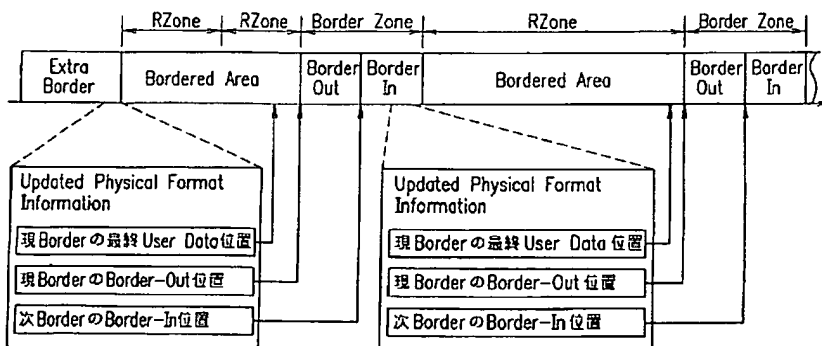 RZone
RZone
Border Zone
RZone
Border Zone
Extra
Border
Bordered Area
Border
Out
Border
In
Bordered Area
Border
Out
Border
In
Updated Physical Format
Information
現Borderの最終User Data位置
現BorderのBorder-Out位置
次BorderのBorder-In位置
Updated Physical Format
Information
現Borderの最終User Data位置
現BorderのBorder-Out位置
次BorderのBorder-In位置